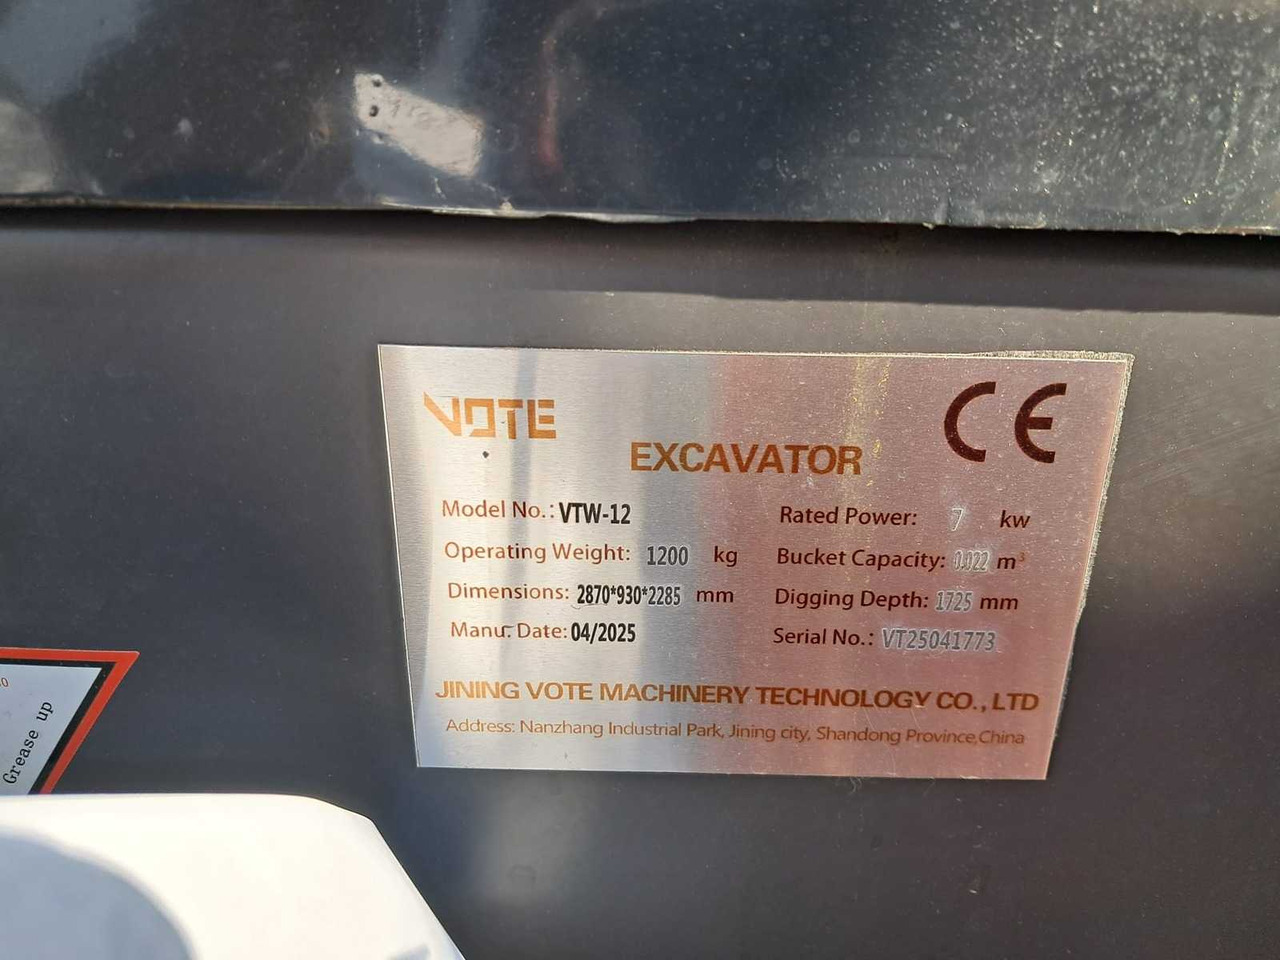 VOTE
CE
EXCAVATOR
Model No.: VTW-12
Rated Power: 7 kw
Operating Weight: 1200 kg
Bucket Capacity: 0.022 m³
Dimensions: 2870*930*2285 mm
Digging Depth: 1725 mm
Manu. Date: 04/2025
Serial No.: VT25041773
JINING VOTE MACHINERY TECHNOLOGY CO., LTD
Address: Nanzhang Industrial Park, Jining city, Shandong Province,China
Grease up